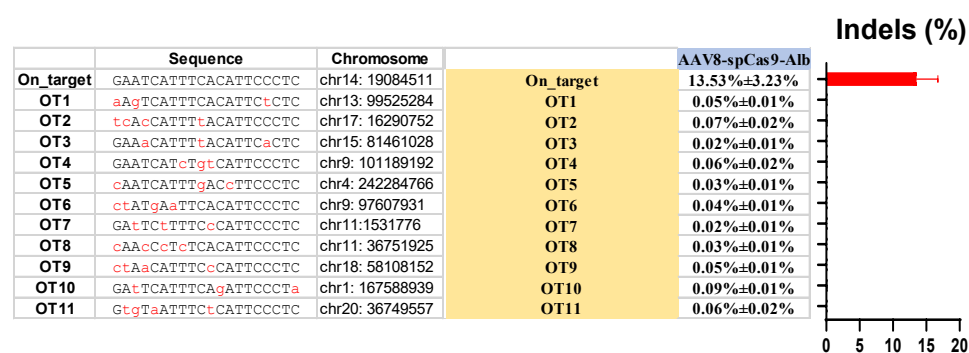 Indels (%)
Sequence Chromosome AAV8-spCas9-Alb
On_target GAATCATTTCACATTCCCTC chr14: 19084511 On_target 13.53%±3.23%
OT1 aAgTCATTTCACATTCTcTC chr13: 99525284 OT1 0.05%±0.01%
OT2 tcAcCATTTtACATTCCCTC chr17: 16290752 OT2 0.07%±0.02%
OT3 GAAaCATTTtACATTCaCTC chr15: 81461028 OT3 0.02%±0.01%
OT4 GAATCATcTgtCATTCCCTC chr9: 101189192 OT4 0.06%±0.02%
OT5 cAATCATTTgACcTTCCCTC chr4: 242284766 OT5 0.03%±0.01%
OT6 ctATgAaTTCACATTCCCTC chr9: 97607931 OT6 0.04%±0.01%
OT7 GAtTCtTTTCcCATTCCCTC chr11:1531776 OT7 0.02%±0.01%
OT8 cAAcCcTcTCACATTCCCTC chr11: 36751925 OT8 0.03%±0.01%
OT9 ctAaCATTTCcCATTCCCTC chr18: 58108152 OT9 0.05%±0.01%
OT10 GAtTCATTTCAgATTCCCTa chr1: 167588939 OT10 0.09%±0.01%
OT11 GtgTaATTTCtCATTCCCTC chr20: 36749557 OT11 0.06%±0.02%
0 5 10 15 20